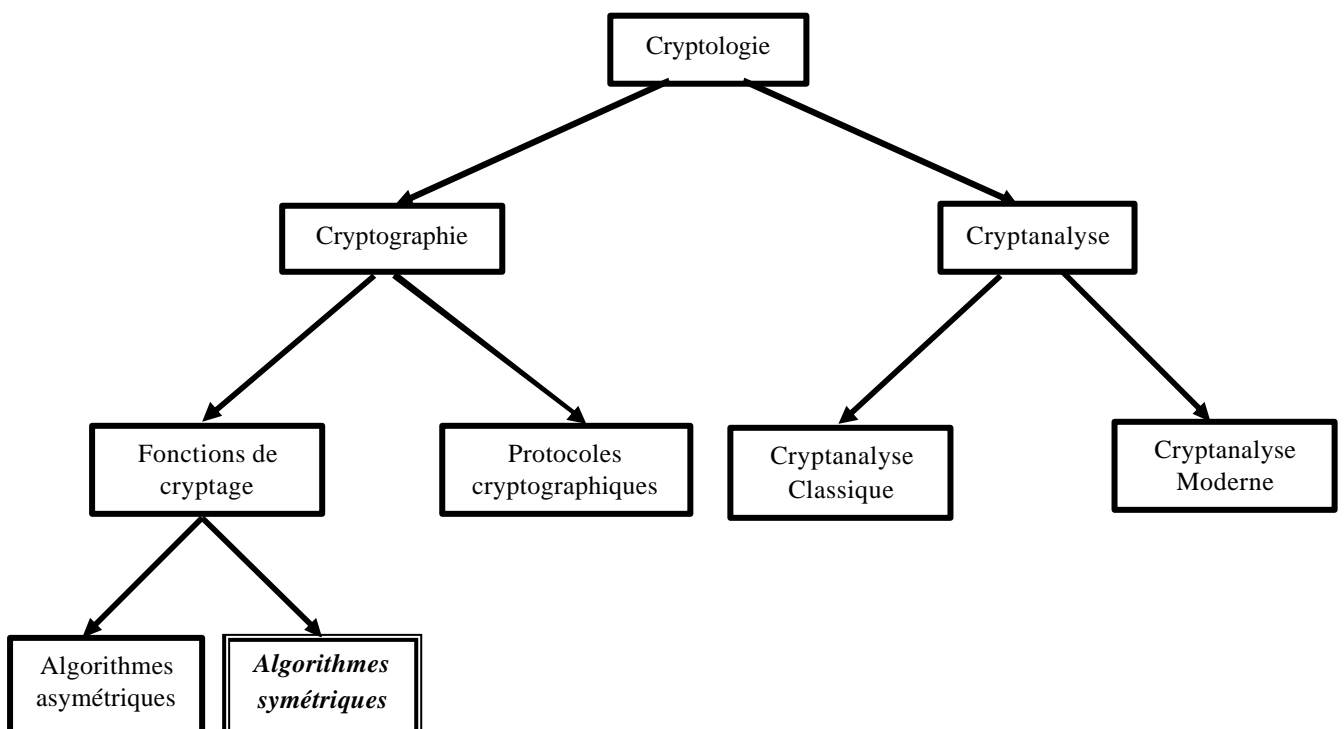 Cryptologie
Cryptographie
Cryptanalyse
Fonctions de
cryptage
Protocoles
cryptographiques
Cryptanalyse
Classique
Cryptanalyse
Moderne
Algorithmes
asymétriques
Algorithmes
symétriques